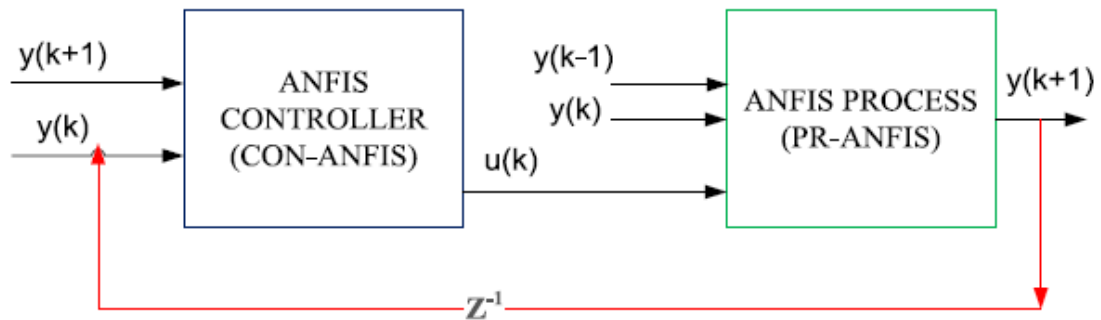 y(k+1)
y(k)
ANFIS
CONTROLLER
(CON-ANFIS)
u(k)
y(k-1)
y(k)
ANFIS PROCESS
(PR-ANFIS)
y(k+1)
Z⁻¹